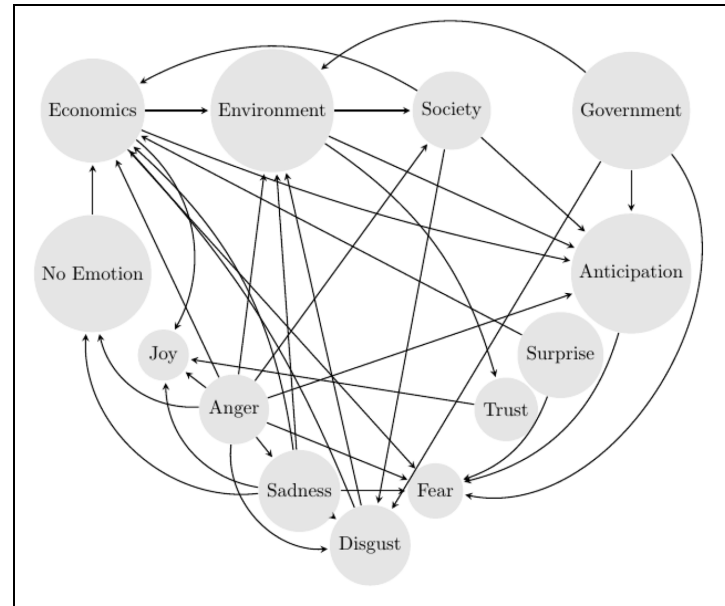 Economics
Environment
Society
Government
No Emotion
Anticipation
Joy
Surprise
Anger
Trust
Sadness
Fear
Disgust